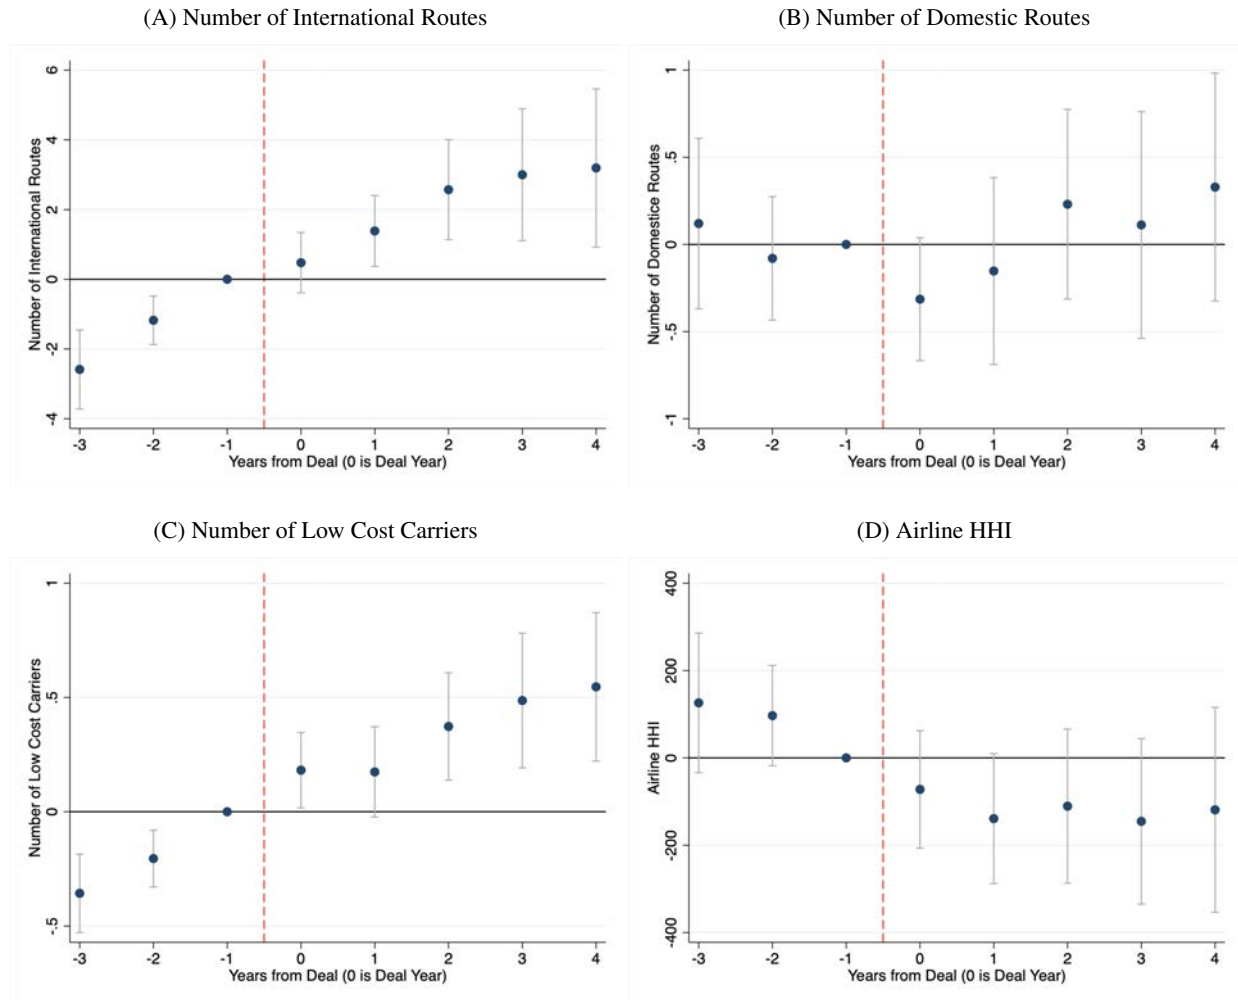 (A) Number of International Routes
Number of International Routes
6
4
2
0
-2
-4
-3 -2 -1 0 1 2 3 4
Years from Deal (0 is Deal Year)
(B) Number of Domestic Routes
Number of Domestice Routes
1
.5
0
-.5
-1
-3 -2 -1 0 1 2 3 4
Years from Deal (0 is Deal Year)
(C) Number of Low Cost Carriers
Number of Low Cost Carriers
1
.5
0
-.5
-3 -2 -1 0 1 2 3 4
Years from Deal (0 is Deal Year)
(D) Airline HHI
Airline HHI
400
200
0
-200
-400
-3 -2 -1 0 1 2 3 4
Years from Deal (0 is Deal Year)